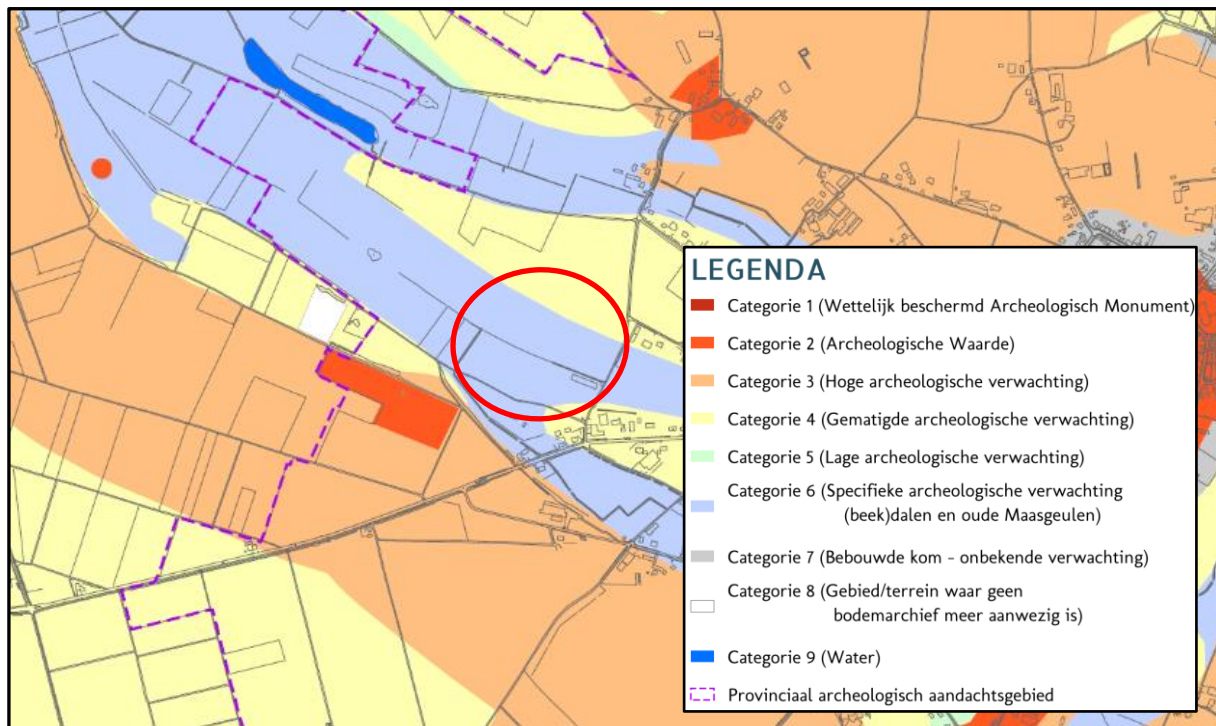 LEGENDA
Categorie 1 (Wettelijk beschermd Archeologisch Monument)
Categorie 2 (Archeologische Waarde)
Categorie 3 (Hoge archeologische verwachting)
Categorie 4 (Gematigde archeologische verwachting)
Categorie 5 (Lage archeologische verwachting)
Categorie 6 (Specifieke archeologische verwachting
(beek)dalen en oude Maasgeulen)
Categorie 7 (Bebouwde kom - onbekende verwachting)
Categorie 8 (Gebied/terrein waar geen
bodemarchief meer aanwezig is)
Categorie 9 (Water)
Provinciaal archeologisch aandachtsgebied